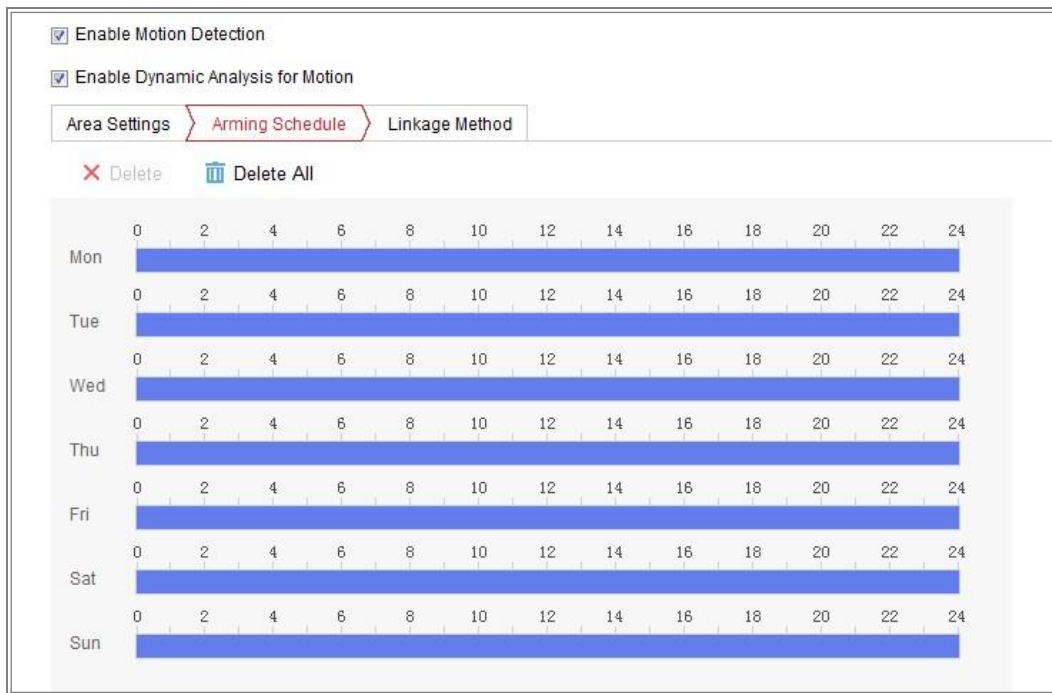 Enable Motion Detection
Enable Dynamic Analysis for Motion
Area Settings Arming Schedule Linkage Method
Delete Delete All
0 2 4 6 8 10 12 14 16 18 20 22 24
Mon
0 2 4 6 8 10 12 14 16 18 20 22 24
Tue
0 2 4 6 8 10 12 14 16 18 20 22 24
Wed
0 2 4 6 8 10 12 14 16 18 20 22 24
Thu
0 2 4 6 8 10 12 14 16 18 20 22 24
Fri
0 2 4 6 8 10 12 14 16 18 20 22 24
Sat
0 2 4 6 8 10 12 14 16 18 20 22 24
Sun